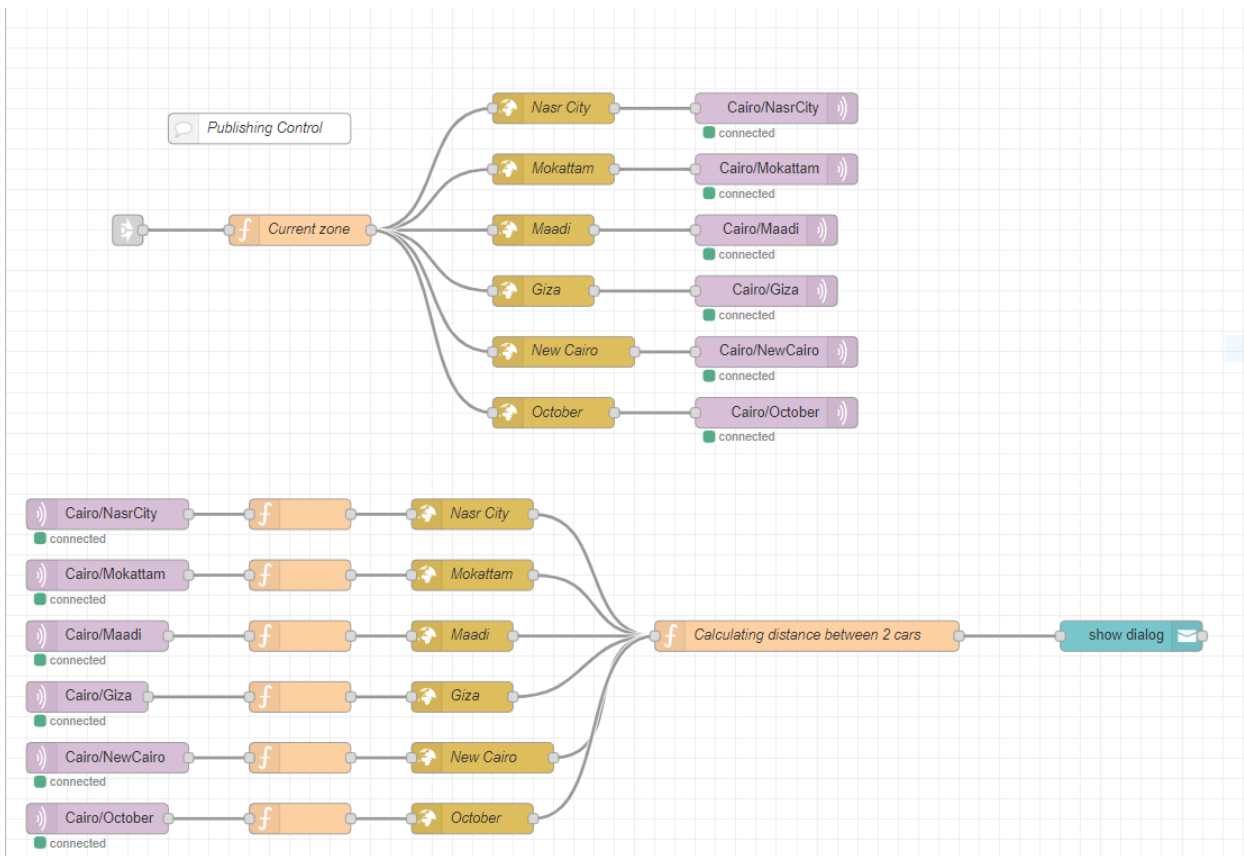 Publishing Control
Nasr City
Cairo/NasrCity
connected
Mokattam
Cairo/Mokattam
connected
Current zone
Maadi
Cairo/Maadi
connected
Giza
Cairo/Giza
connected
New Cairo
Cairo/NewCairo
connected
October
Cairo/October
connected
Cairo/NasrCity
Nasr City
connected
Cairo/Mokattam
Mokattam
connected
Cairo/Maadi
Maadi
Calculating distance between 2 cars
show dialog
connected
Cairo/Giza
Giza
connected
Cairo/NewCairo
New Cairo
connected
Cairo/October
October
connected